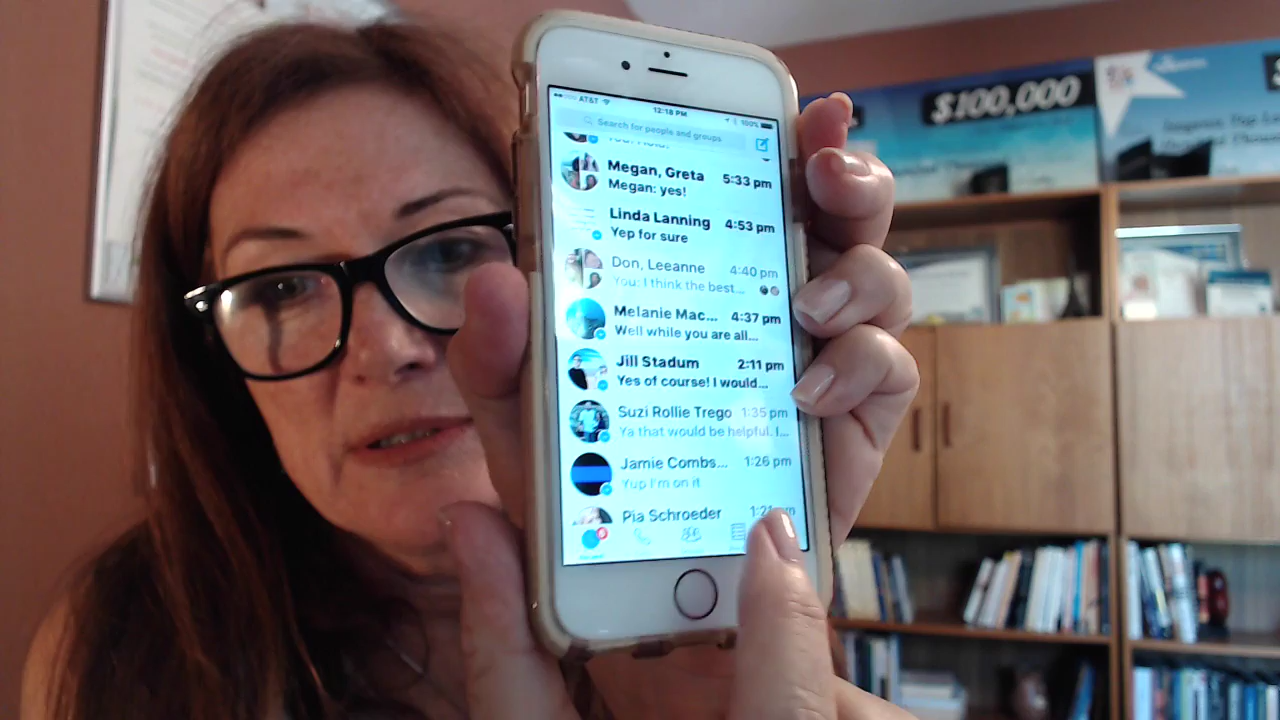 AT&T 12:18 PM 100%
Search for people and groups
Megan, Greta 5:33 pm
Megan: yes!
Linda Lanning 4:53 pm
Yep for sure
Don, Leeanne 4:40 pm
You: I think the best...
Melanie Mac... 4:37 pm
Well while you are all...
Jill Stadum 2:11 pm
Yes of course! I would...
Suzi Rollie Trego 1:35 pm
Ya that would be helpful. I...
Jamie Combs... 1:26 pm
Yup I'm on it
Pia Schroeder
$100,000